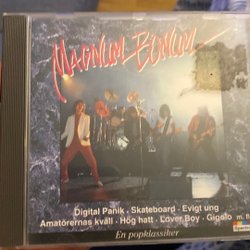 MAGNUM BONUM
Digital Panik · Skateboard · Evigt ung
Amatörernas kväll · Hög hatt · Lover Boy · Gigolo m. fl.
En popklassiker